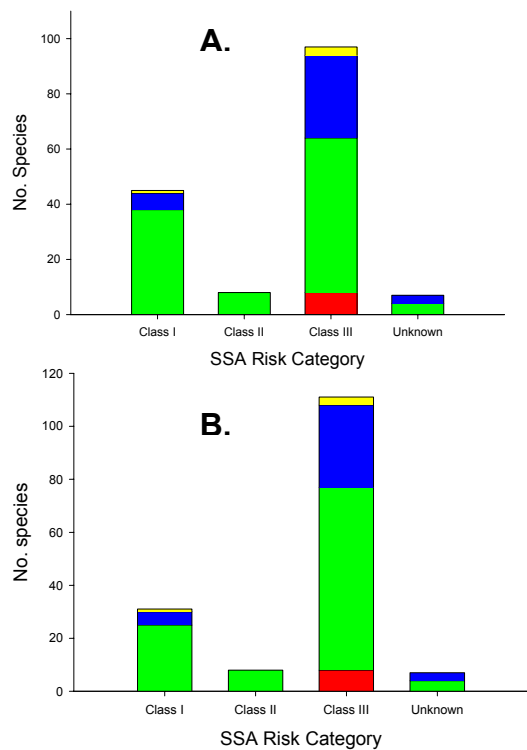 A.
No. Species
100
80
60
40
20
0
Class I Class II Class III Unknown
SSA Risk Category
B.
No. species
120
100
80
60
40
20
0
Class I Class II Class III Unknown
SSA Risk Category